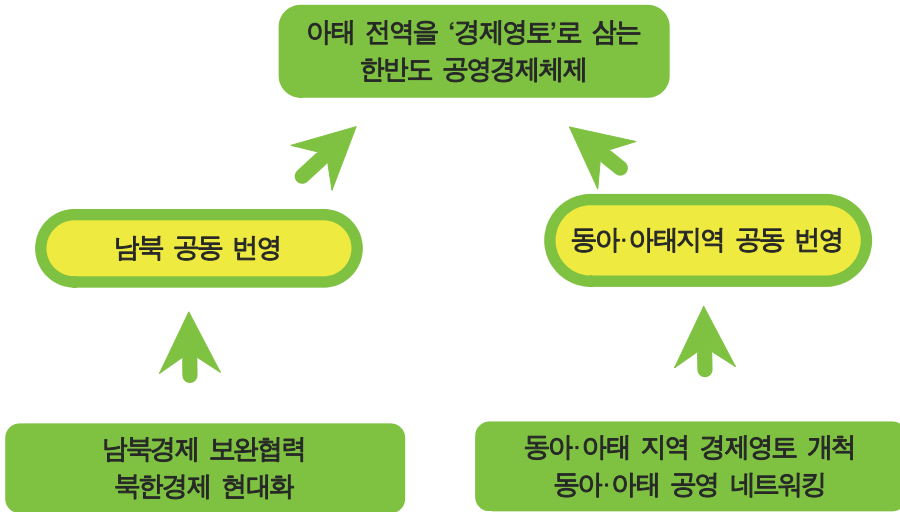 아태 전역을 ‘경제영토’로 삼는
한반도 공영경제체제
남북 공동 번영
동아·아태지역 공동 번영
남북경제 보완협력
북한경제 현대화
동아·아태 지역 경제영토 개척
동아·아태 공영 네트워킹